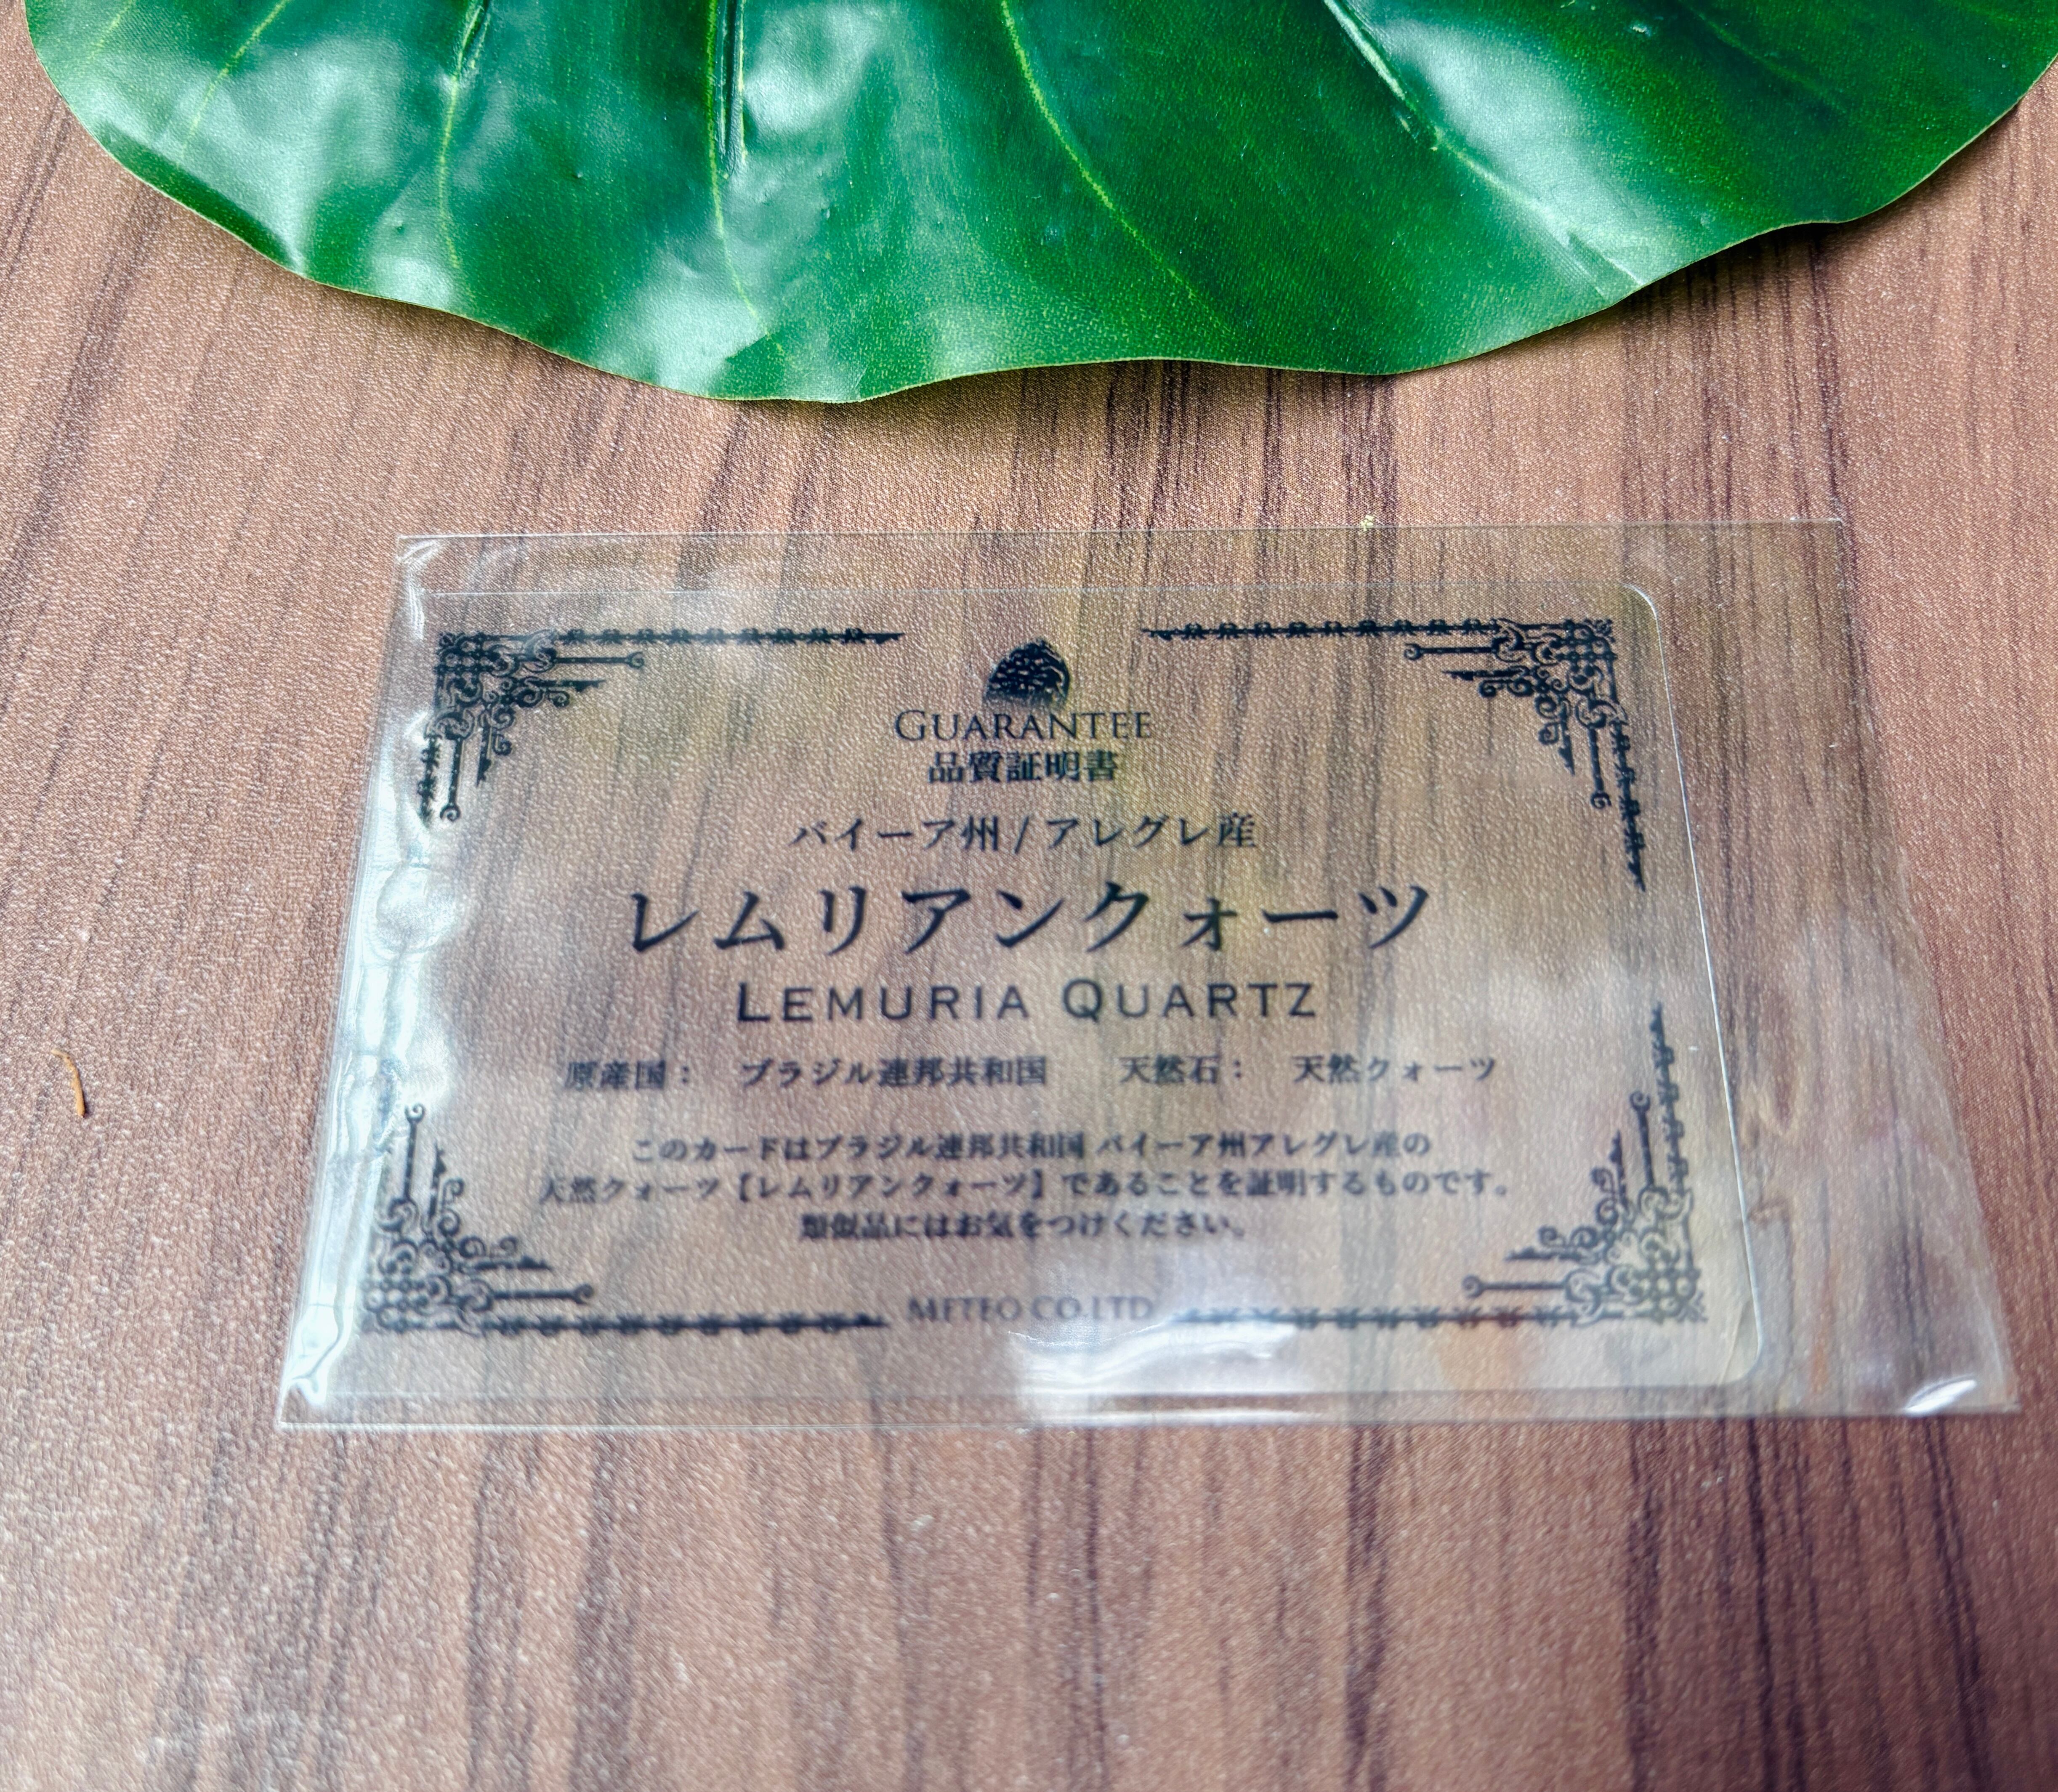 GUARANTEE
品質証明書
バイーア州 / アレグレ産
レムリアンクォーツ
LEMURIA QUARTZ
原産国： ブラジル連邦共和国 天然石： 天然クォーツ
このカードはブラジル連邦共和国 バイーア州アレグレ産の
天然クォーツ【レムリアンクォーツ】であることを証明するものです。
類似品にはお気をつけください。
METEO CO.LTD